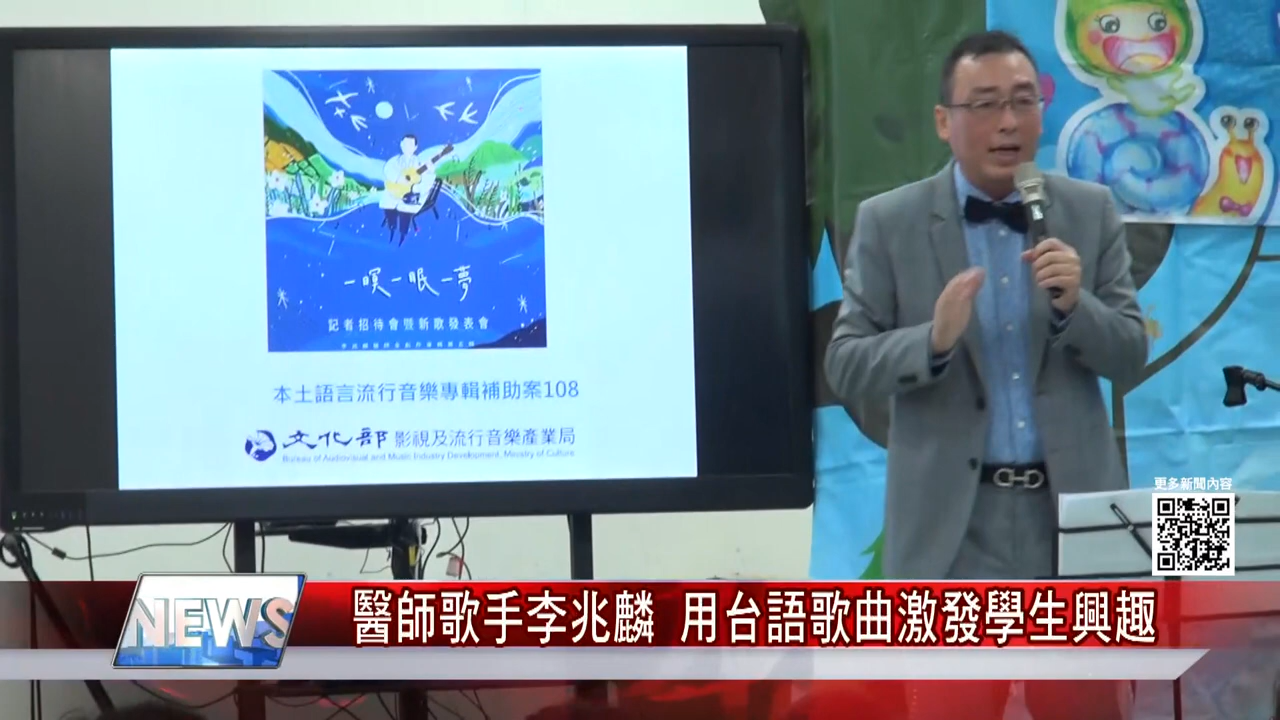 一暝一眠一夢
記者招待會暨新歌發表會
本土語言流行音樂專輯補助案108
文化部 影視及流行音樂產業局
Bureau of Audiovisual and Music Industry Development, Ministry of Culture
更多新聞內容
NEWS
醫師歌手李兆麟 用台語歌曲激發學生興趣